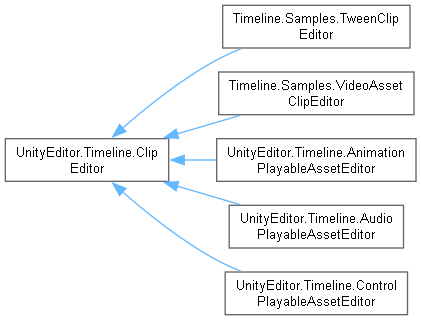 Timeline.Samples.TweenClip
Editor
Timeline.Samples.VideoAsset
ClipEditor
UnityEditor.Timeline.Clip
Editor
UnityEditor.Timeline.Animation
PlayableAssetEditor
UnityEditor.Timeline.Audio
PlayableAssetEditor
UnityEditor.Timeline.Control
PlayableAssetEditor